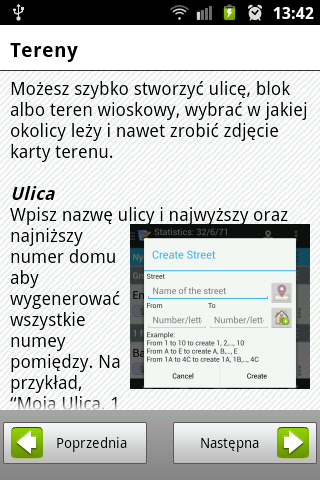 13:42
Tereny
Możesz szybko stworzyć ulicę, blok
albo teren wioskowy, wybrać w jakiej
okolicy leży i nawet zrobić zdjęcie
karty terenu.
Ulica
Wpisz nazwę ulicy i najwyższy oraz
najniższy
numer domu
aby
wygenerować
wszystkie
numey
pomiędzy. Na
przykład,
"Moja Ulica, 1
Statistics: 32/6/71
Create Street
Street
Name of the street
From To
Number/lett Number/lett
Example:
From 1 to 10 to create 1, 2,..., 10
From A to E to create A, B,..., E
From 1A to 4C to create 1A, 1B,..., 4C
Cancel Create
Poprzednia Następna